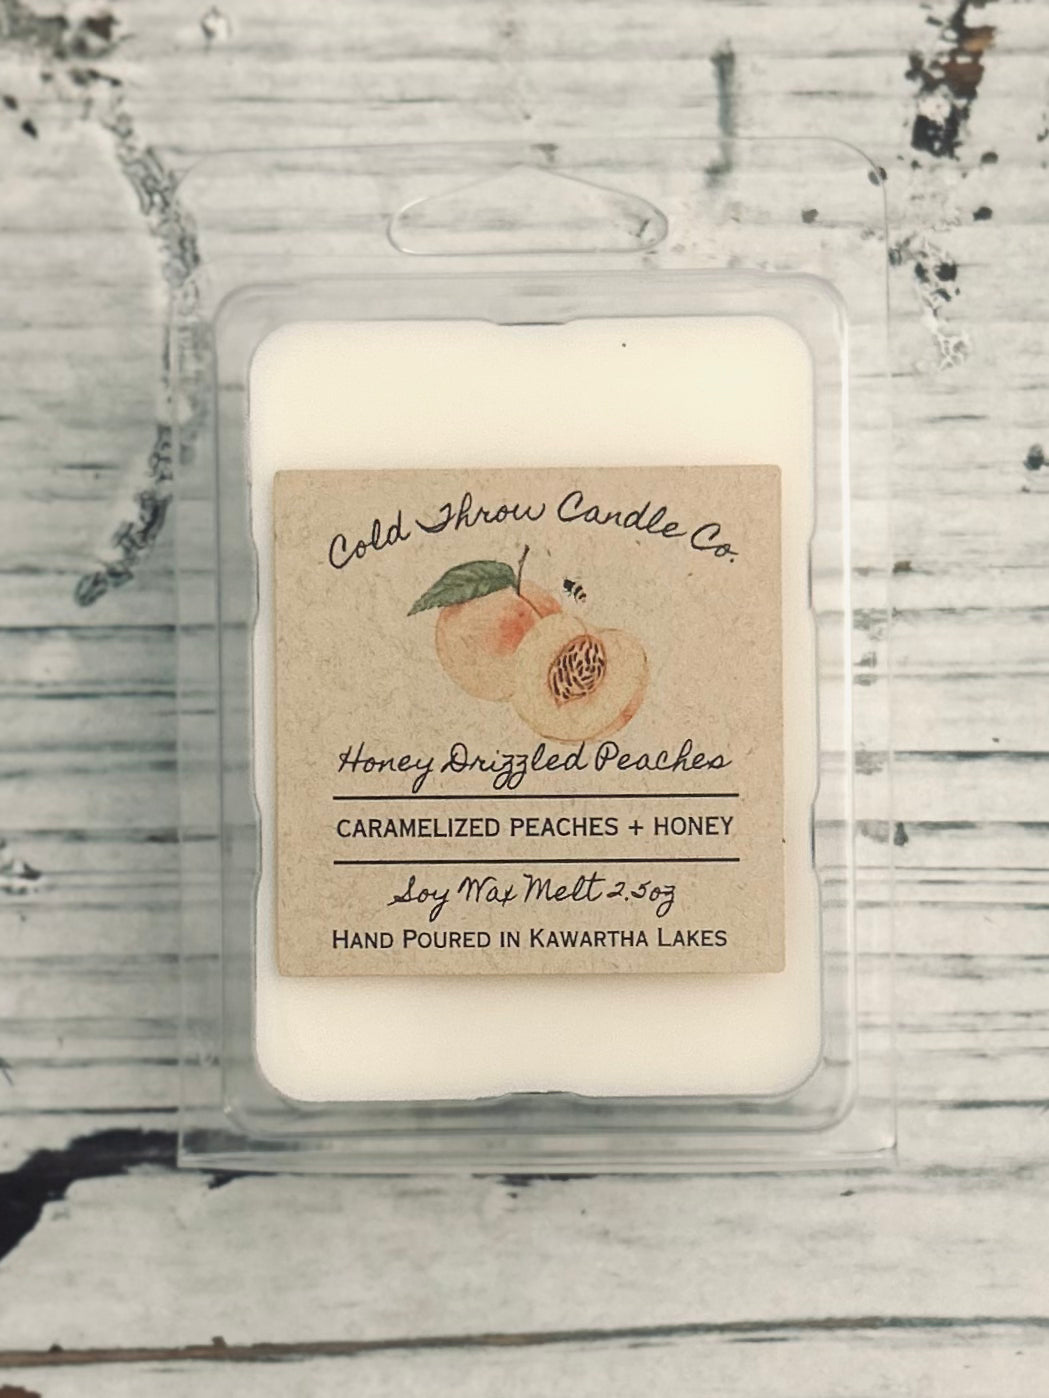 Cold Throw Candle Co.
Honey Drizzled Peaches
CARAMELIZED PEACHES + HONEY
Soy Wax Melt 2.5oz
HAND POURED IN KAWARTHA LAKES